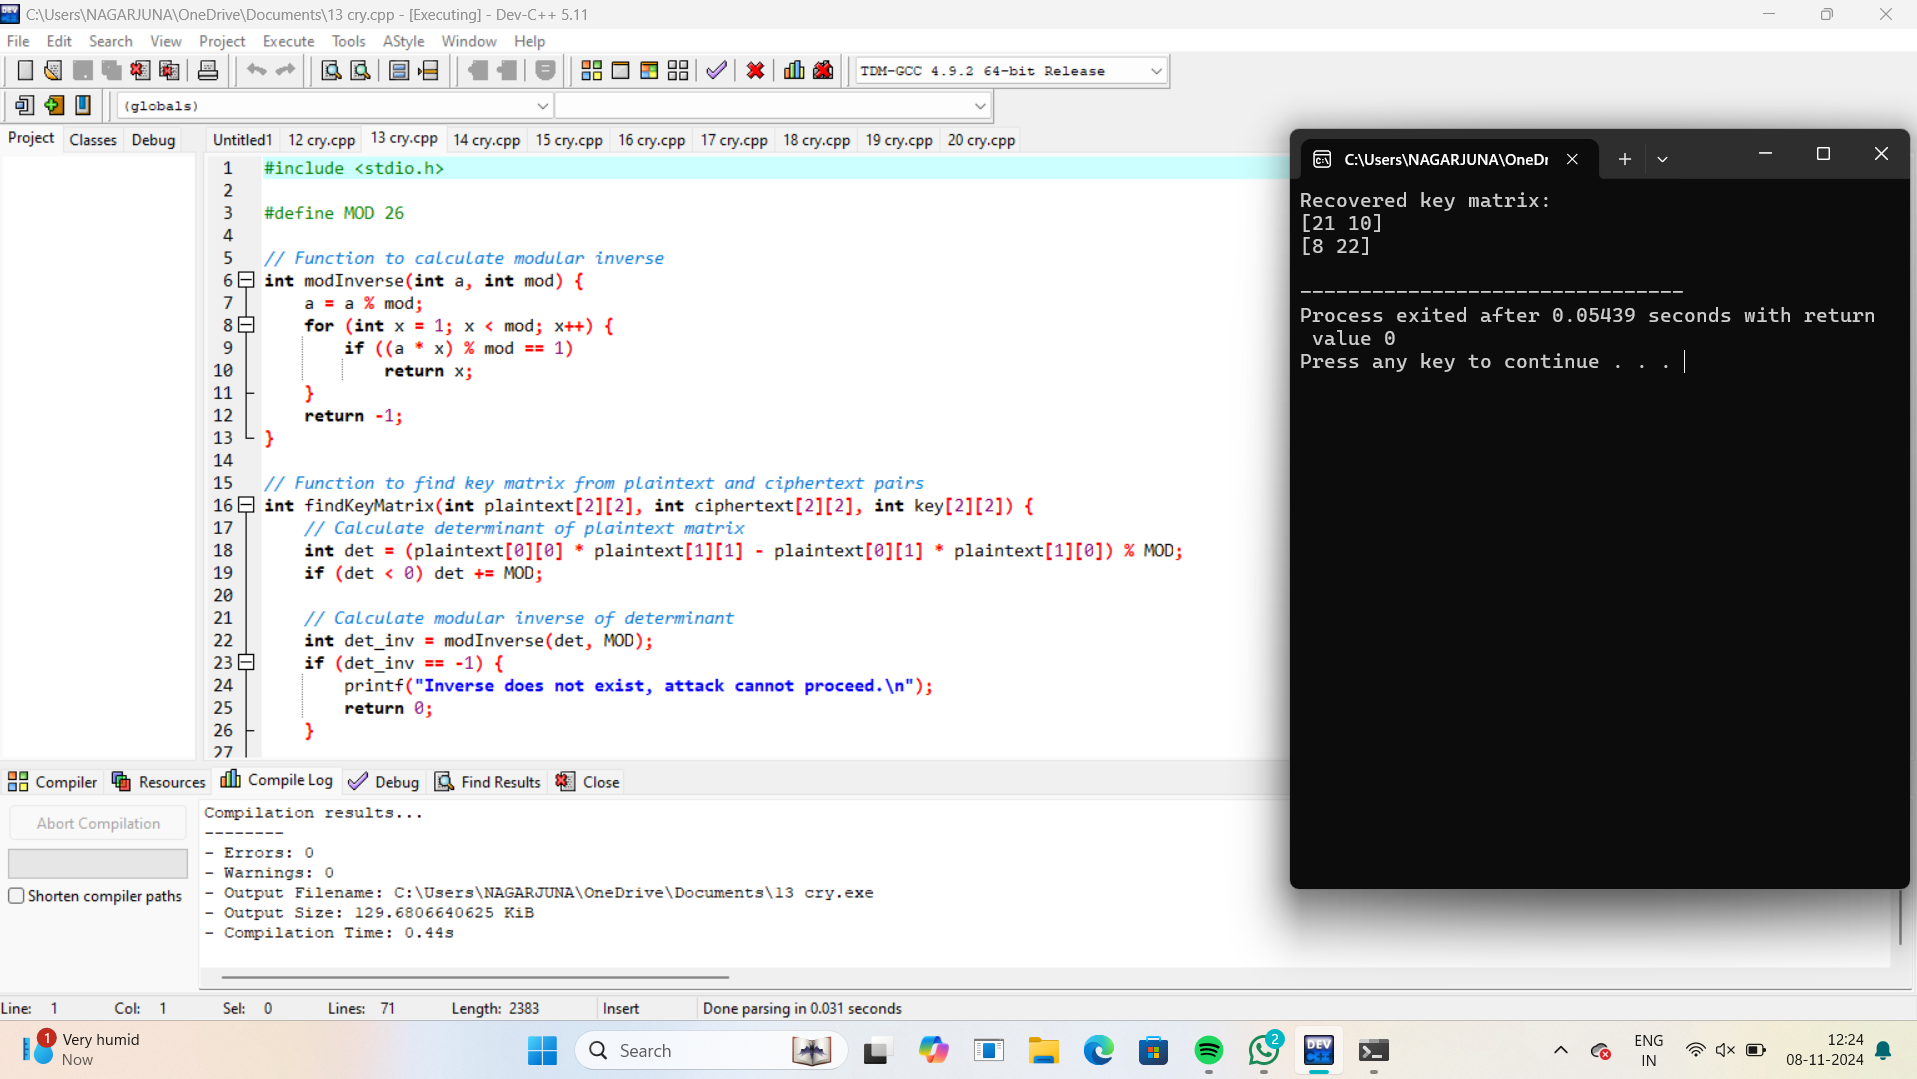 C:\Users\NAGARJUNA\OneDrive\Documents\13 cry.cpp - [Executing] - Dev-C++ 5.11
File Edit Search View Project Execute Tools AStyle Window Help
TDM-GCC 4.9.2 64-bit Release
(globals)
Project Classes Debug
Untitled1 12 cry.cpp 13 cry.cpp 14 cry.cpp 15 cry.cpp 16 cry.cpp 17 cry.cpp 18 cry.cpp 19 cry.cpp 20 cry.cpp
1 #include <stdio.h>
2
3 #define MOD 26
4
5 // Function to calculate modular inverse
6 int modInverse(int a, int mod) {
7 a = a % mod;
8 for (int x = 1; x < mod; x++) {
9 if ((a * x) % mod == 1)
10 return x;
11 }
12 return -1;
13 }
14
15 // Function to find key matrix from plaintext and ciphertext pairs
16 int findKeyMatrix(int plaintext[2][2], int ciphertext[2][2], int key[2][2]) {
17 // Calculate determinant of plaintext matrix
18 int det = (plaintext[0][0] * plaintext[1][1] - plaintext[0][1] * plaintext[1][0]) % MOD;
19 if (det < 0) det += MOD;
20
21 // Calculate modular inverse of determinant
22 int det_inv = modInverse(det, MOD);
23 if (det_inv == -1) {
24 printf("Inverse does not exist, attack cannot proceed.\n");
25 return 0;
26 }
27
C:\Users\NAGARJUNA\OneDr
Recovered key matrix:
[21 10]
[8 22]
--------------------------------
Process exited after 0.05439 seconds with return
value 0
Press any key to continue . . .
Compiler Resources Compile Log Debug Find Results Close
Abort Compilation
Shorten compiler paths
Compilation results...
--------
- Errors: 0
- Warnings: 0
- Output Filename: C:\Users\NAGARJUNA\OneDrive\Documents\13 cry.exe
- Output Size: 129.6806640625 KiB
- Compilation Time: 0.44s
Line: 1 Col: 1 Sel: 0 Lines: 71 Length: 2383 Insert Done parsing in 0.031 seconds
1 Very humid
Now
Search
DEV C++
2
ENG
IN
12:24
08-11-2024